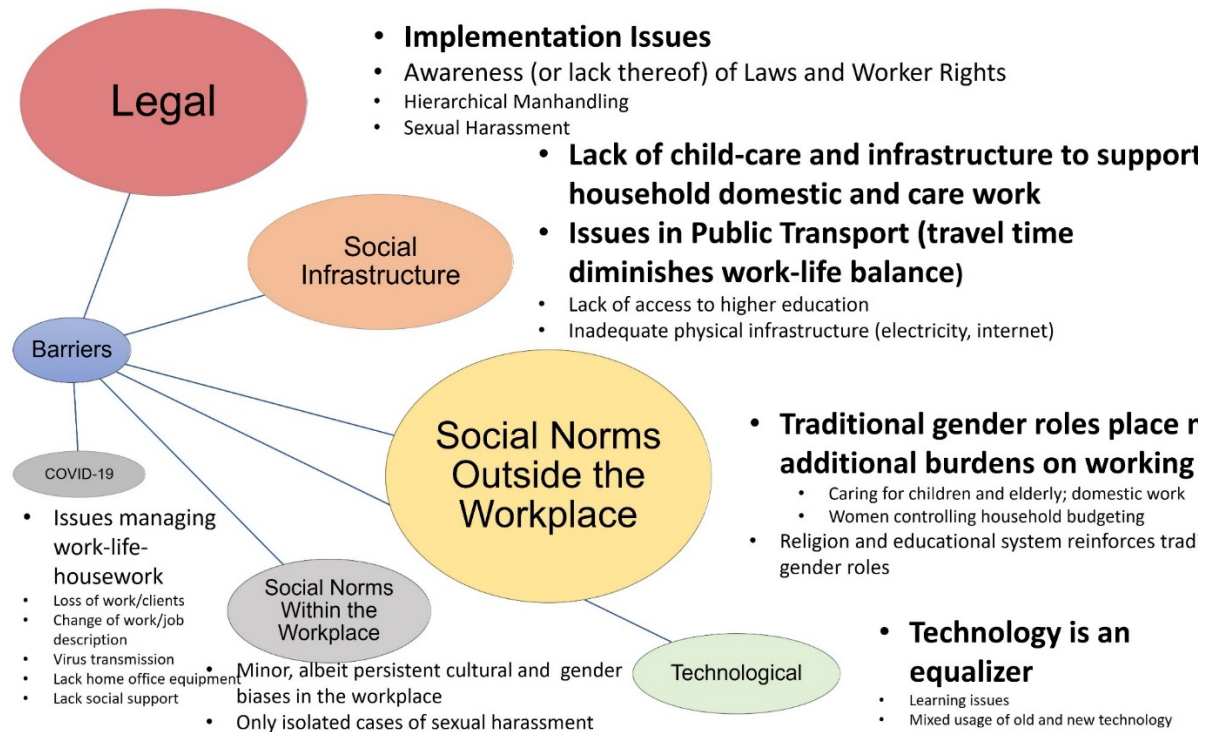 Legal
• Implementation Issues
• Awareness (or lack thereof) of Laws and Worker Rights
• Hierarchical Manhandling
• Sexual Harassment
Social
Infrastructure
• Lack of child-care and infrastructure to support
household domestic and care work
• Issues in Public Transport (travel time
diminishes work-life balance)
• Lack of access to higher education
• Inadequate physical infrastructure (electricity, internet)
Barriers
Social Norms
Outside the
Workplace
• Traditional gender roles place
additional burdens on working
• Caring for children and elderly; domestic work
• Women controlling household budgeting
• Religion and educational system reinforces
gender roles
COVID-19
• Issues managing
work-life-
housework
• Loss of work/clients
• Change of work/job
description
• Virus transmission
• Lack home office equipment
• Lack social support
Social Norms
Within the
Workplace
• Minor, albeit persistent cultural and gender
biases in the workplace
• Only isolated cases of sexual harassment
Technological
• Technology is an
equalizer
• Learning issues
• Mixed usage of old and new technology